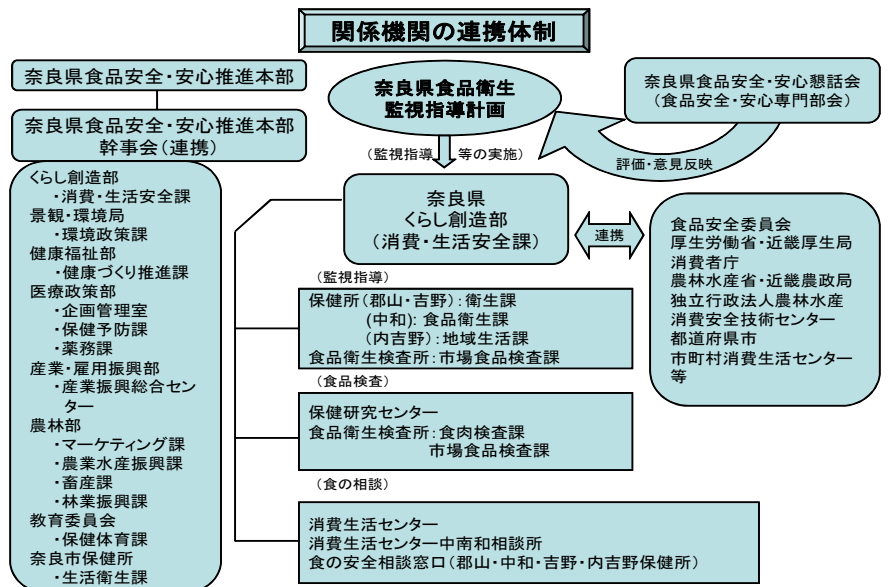 関係機関の連携体制
奈良県食品安全・安心推進本部
奈良県食品安全・安心推進本部
幹事会(連携)
くらし創造部
・消費・生活安全課
景観・環境局
・環境政策課
健康福祉部
・健康づくり推進課
医療政策部
・企画管理室
・保健予防課
・薬務課
産業・雇用振興部
・産業振興総合セン
ター
農林部
・マーケティング課
・農業水産振興課
・畜産課
・林業振興課
教育委員会
・保健体育課
奈良市保健所
・生活衛生課
奈良県食品衛生
監視指導計画
奈良県食品安全・安心懇話会
(食品安全・安心専門部会)
評価・意見反映
(監視指導 等の実施)
奈良県
くらし創造部
(消費・生活安全課)
連携
食品安全委員会
厚生労働省・近畿厚生局
消費者庁
農林水産省・近畿農政局
独立行政法人農林水産
消費安全技術センター
都道府県市
市町村消費生活センター
等
(監視指導)
保健所(郡山・吉野):衛生課
(中和):食品衛生課
(内吉野):地域生活課
食品衛生検査所:市場食品検査課
(食品検査)
保健研究センター
食品衛生検査所:食肉検査課
市場食品検査課
(食の相談)
消費生活センター
消費生活センター中南和相談所
食の安全相談窓口(郡山・中和・吉野・内吉野保健所)